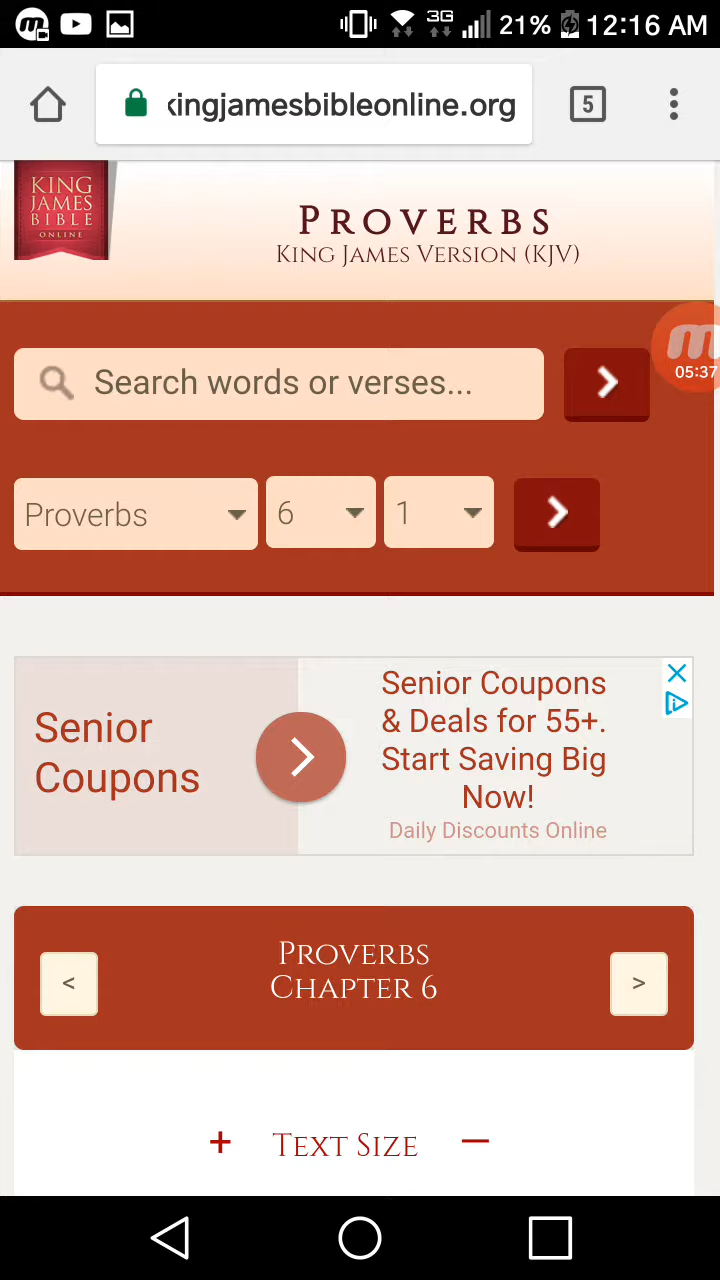 3G 21% 12:16 AM
kingjamesbibleonline.org 5
KING
JAMES
BIBLE
ONLINE
PROVERBS
KING JAMES VERSION (KJV)
05:37
Search words or verses...
Proverbs 6 1
Senior
Coupons
Senior Coupons
& Deals for 55+.
Start Saving Big
Now!
Daily Discounts Online
< PROVERBS
CHAPTER 6 >
+ TEXT SIZE −